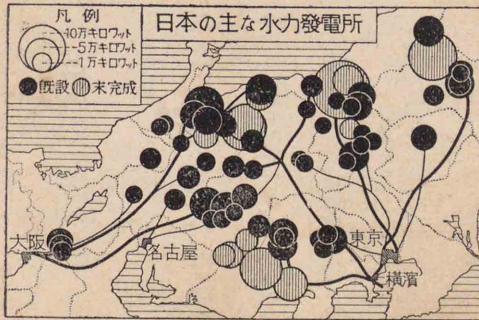 日本の主な水力發電所
凡例
10万キロワット
5万キロワット
1万キロワット
既設 未完成
大阪
名古屋
東京
横濱